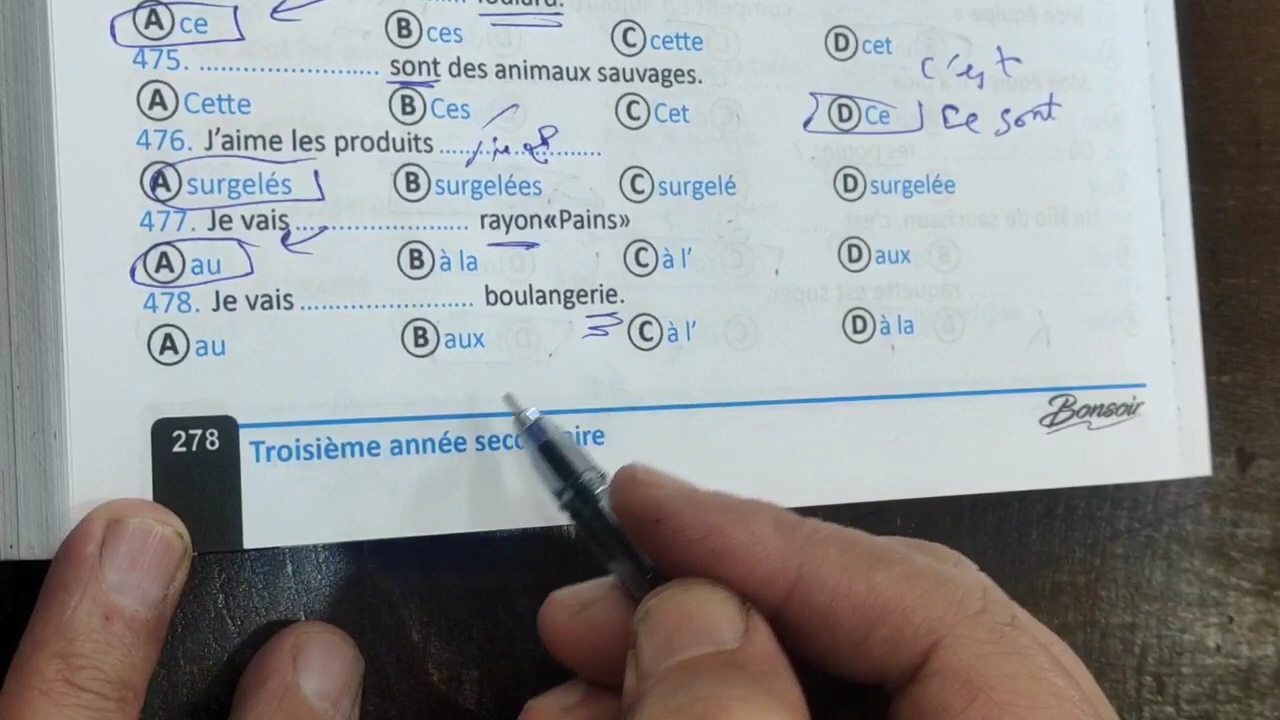 foulard.
A ce B ces C cette D cet
475. ........................... sont des animaux sauvages.
c'est
A Cette B Ces C Cet D Ce
ce sont
476. J'aime les produits ........................
A surgelés B surgelées C surgelé D surgelée
477. Je vais ........................ rayon«Pains»
A au B à la C à l' D aux
478. Je vais ........................ boulangerie.
A au B aux C à l' D à la
278 Troisième année secondaire
Bonsoir